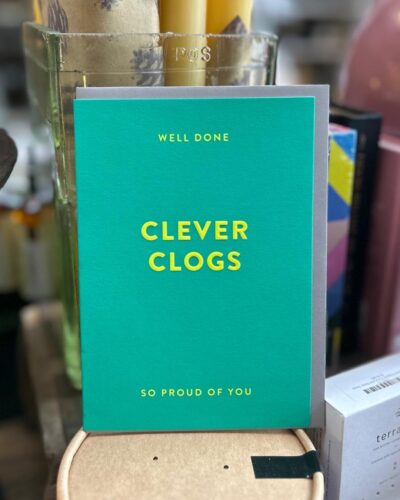 WELL DONE
CLEVER
CLOGS
SO PROUD OF YOU
terra